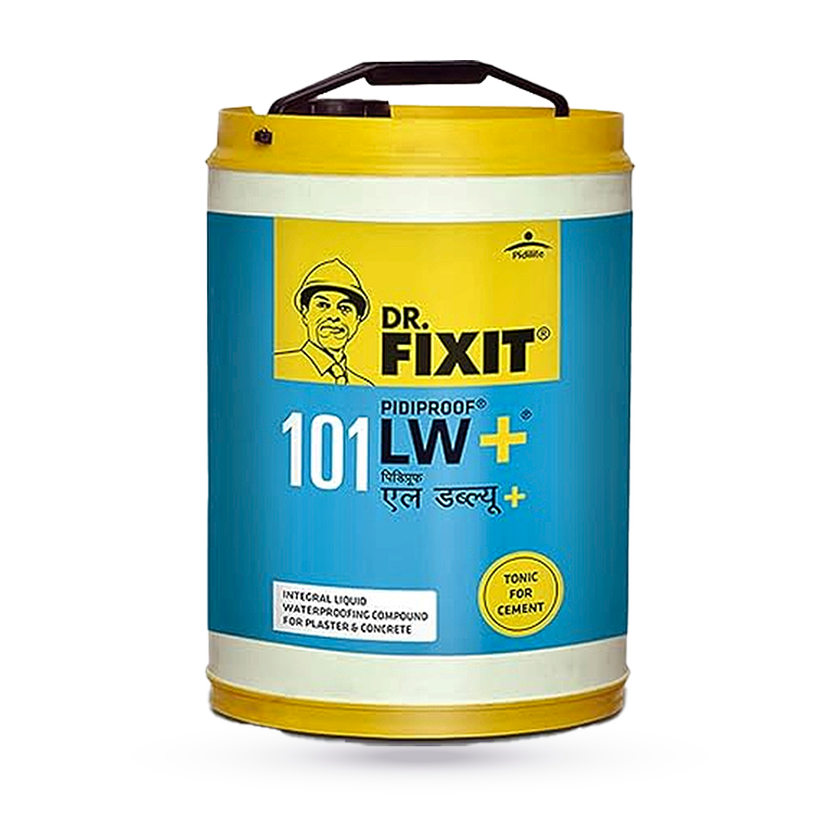 Pidilite
DR.
FIXIT®
101
PIDIPROOF®
LW+®
पिडिप्रूफ
एल डब्ल्यू+
INTEGRAL LIQUID
WATERPROOFING COMPOUND
FOR PLASTER & CONCRETE
TONIC
FOR
CEMENT